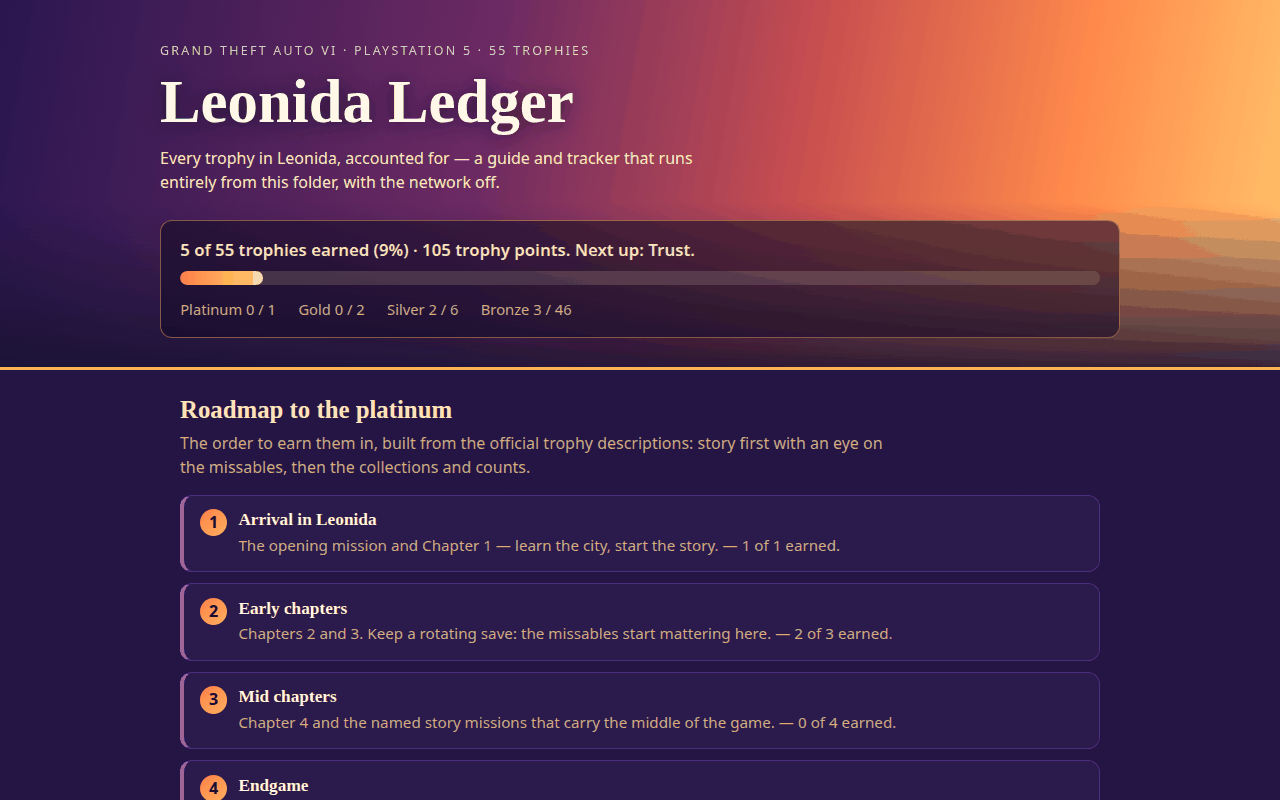 GRAND THEFT AUTO VI · PLAYSTATION 5 · 55 TROPHIES
Leonida Ledger
Every trophy in Leonida, accounted for — a guide and tracker that runs
entirely from this folder, with the network off.
5 of 55 trophies earned (9%) · 105 trophy points. Next up: Trust.
Platinum 0 / 1 Gold 0 / 2 Silver 2 / 6 Bronze 3 / 46
Roadmap to the platinum
The order to earn them in, built from the official trophy descriptions: story first with an eye on
the missables, then the collections and counts.
1 Arrival in Leonida
The opening mission and Chapter 1 — learn the city, start the story. — 1 of 1 earned.
2 Early chapters
Chapters 2 and 3. Keep a rotating save: the missables start mattering here. — 2 of 3 earned.
3 Mid chapters
Chapter 4 and the named story missions that carry the middle of the game. — 0 of 4 earned.
4 Endgame